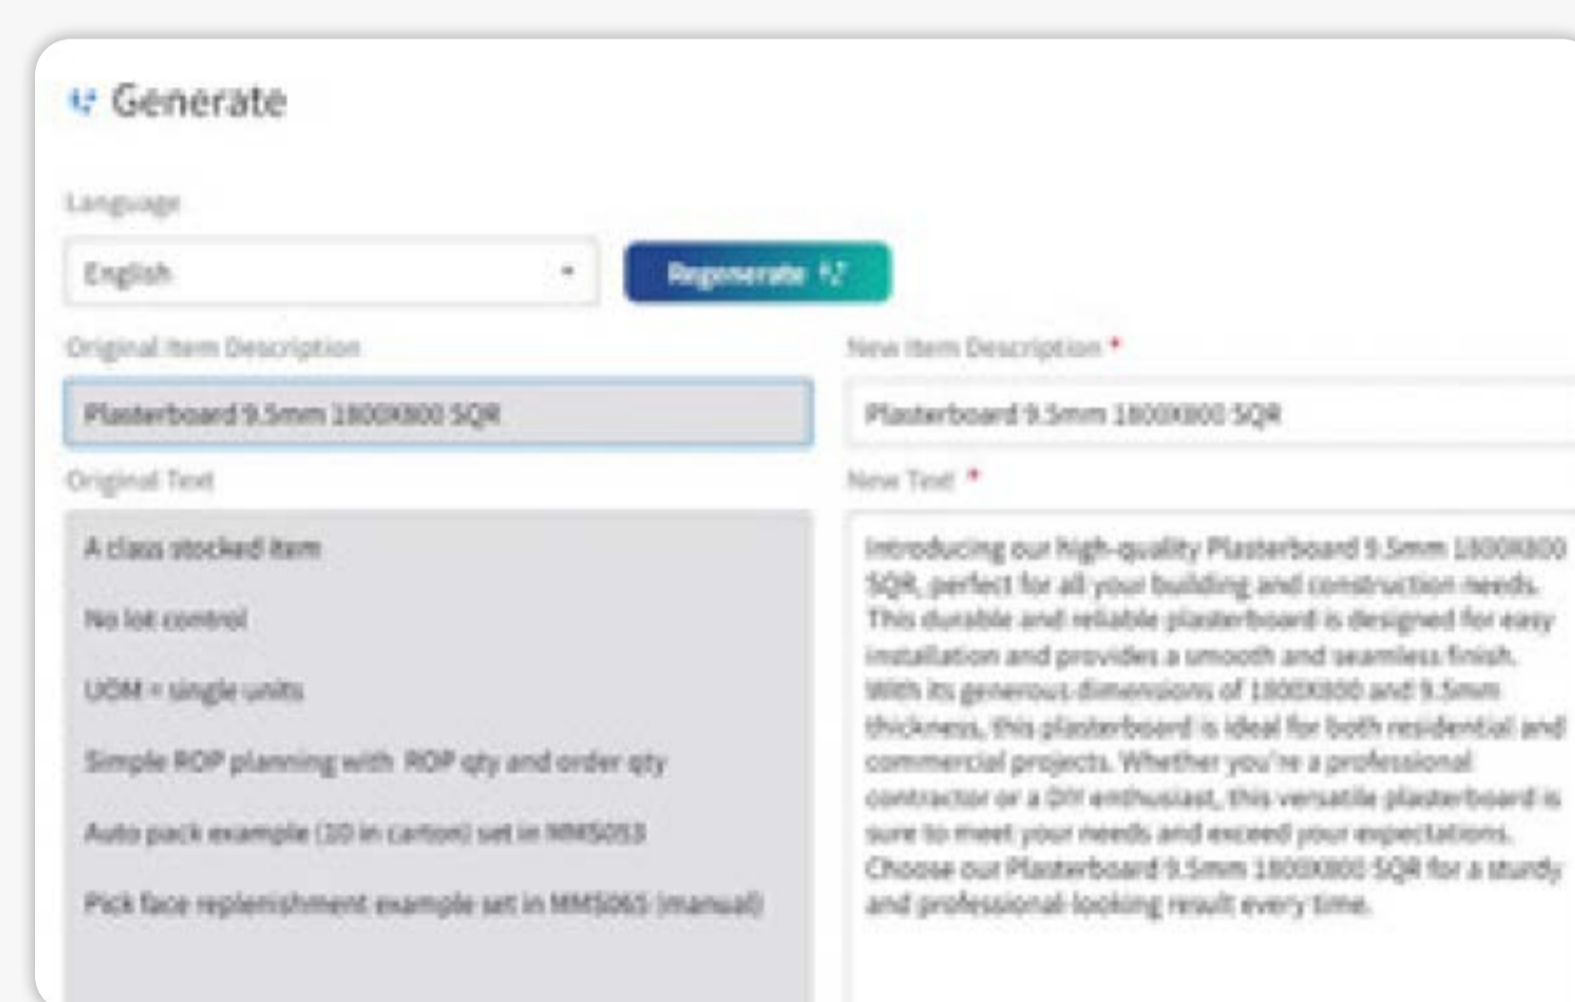 Generate
Language
English
Regenerate
Original Item Description
New Item Description *
Plasterboard 9.5mm 1800X800 SQR
Plasterboard 9.5mm 1800X800 SQR
Original Text
New Text *
A class stocked item
No lot control
UOM = single units
Simple ROP planning with ROP qty and order qty
Auto pack example (10 in carton) set in MMS053
Pick face replenishment example set in MMS065 (manual)
Introducing our high-quality Plasterboard 9.5mm 1800X800
SQR, perfect for all your building and construction needs.
This durable and reliable plasterboard is designed for easy
installation and provides a smooth and seamless finish.
With its generous dimensions of 1800X800 and 9.5mm
thickness, this plasterboard is ideal for both residential and
commercial projects. Whether you're a professional
contractor or a DIY enthusiast, this versatile plasterboard is
sure to meet your needs and exceed your expectations.
Choose our Plasterboard 9.5mm 1800X800 SQR for a sturdy
and professional-looking result every time.